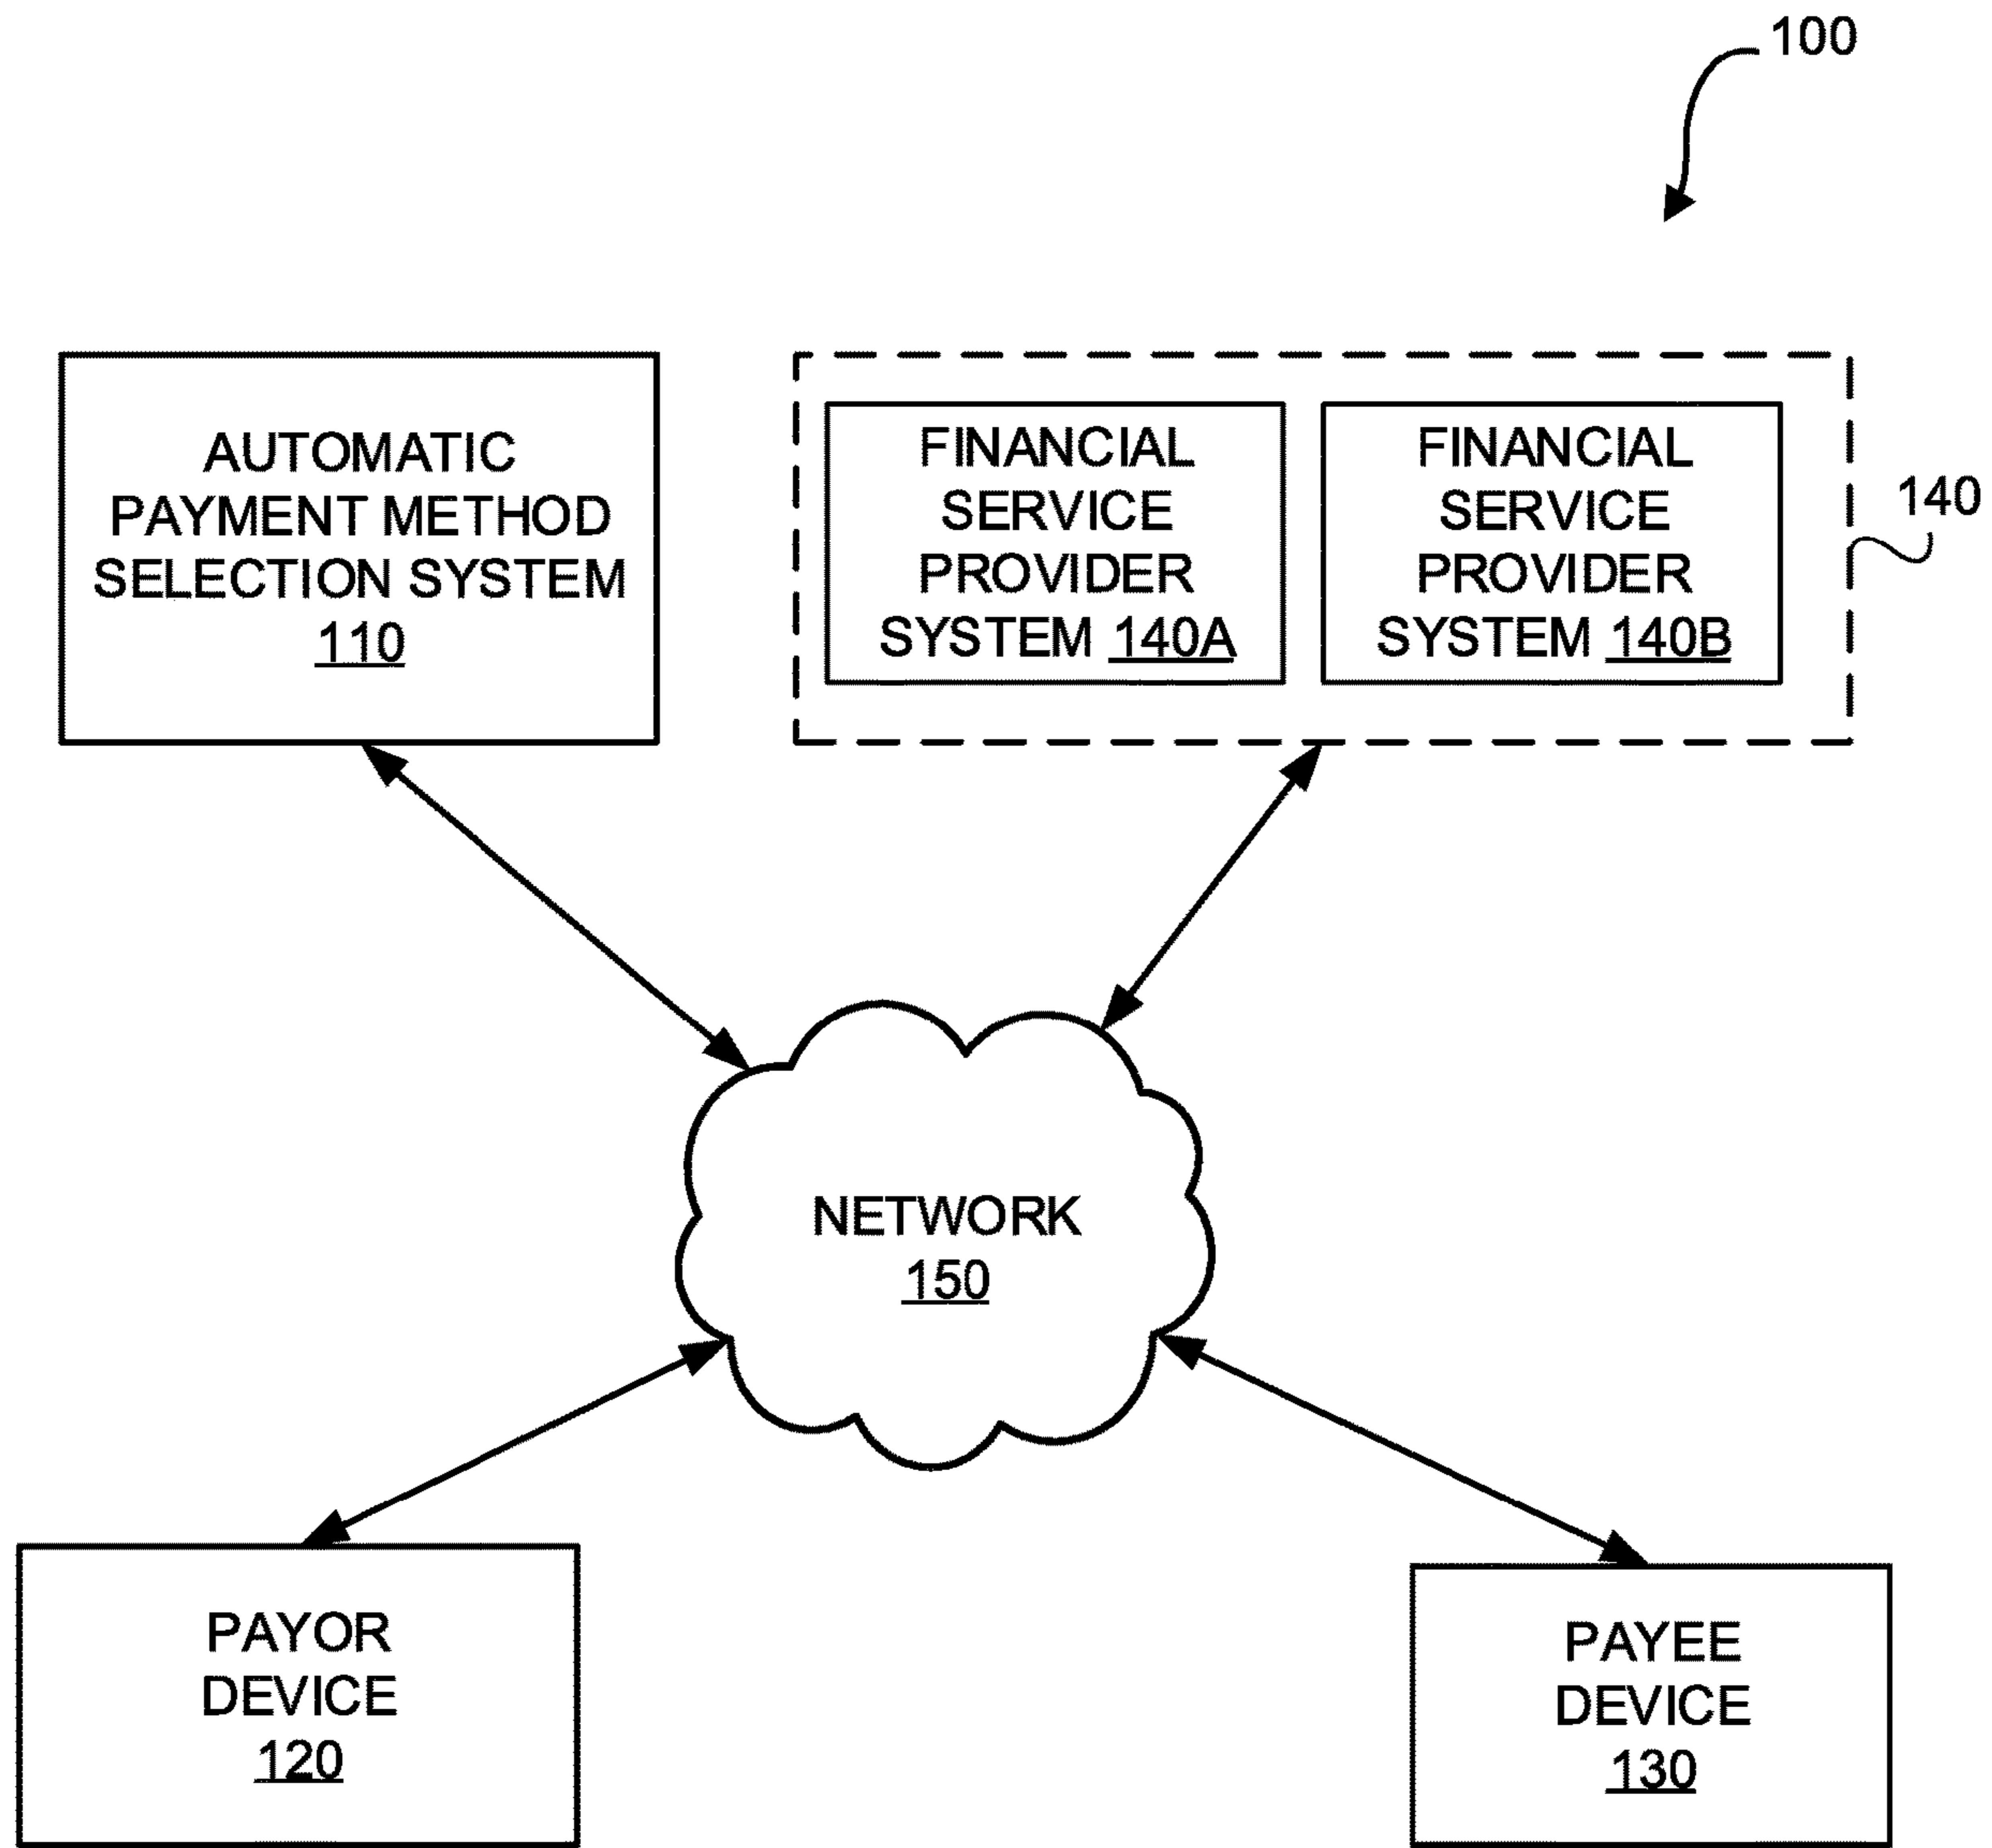 100
AUTOMATIC
PAYMENT METHOD
SELECTION SYSTEM
110
FINANCIAL
SERVICE
PROVIDER
SYSTEM 140A
FINANCIAL
SERVICE
PROVIDER
SYSTEM 140B
140
NETWORK
150
PAYOR
DEVICE
120
PAYEE
DEVICE
130